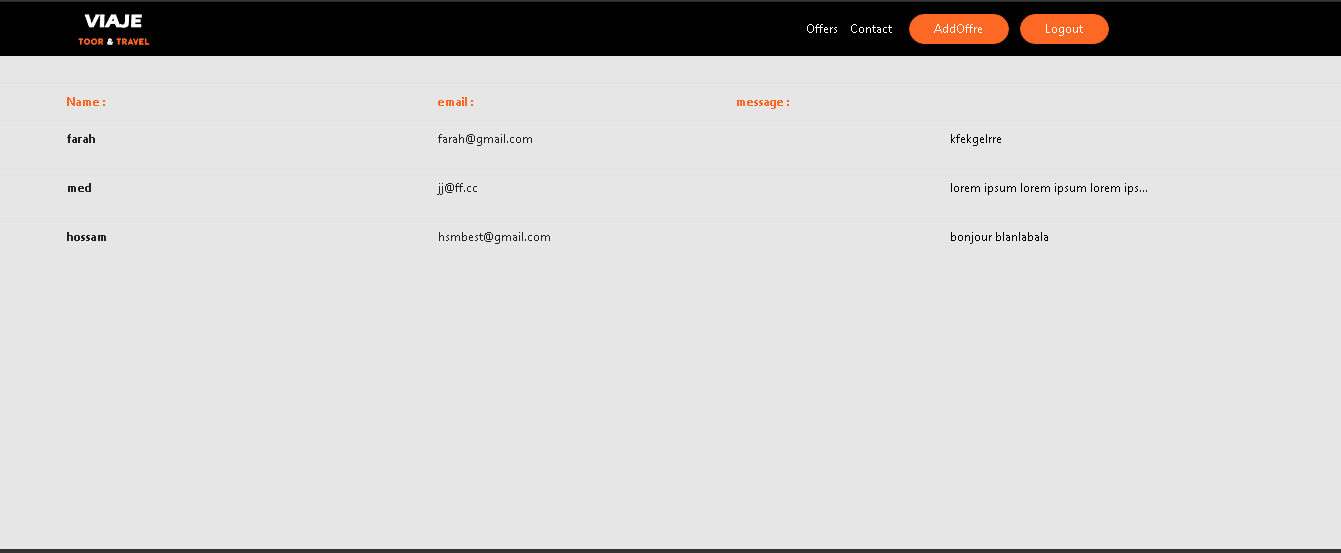 VIAJE
TOOR & TRAVEL
Offers Contact AddOffre Logout
Name : email : message :
farah farah@gmail.com kfekgelrre
med jj@ff.cc lorem ipsum lorem ipsum lorem ips...
hossam hsmbest@gmail.com bonjour blanlabala